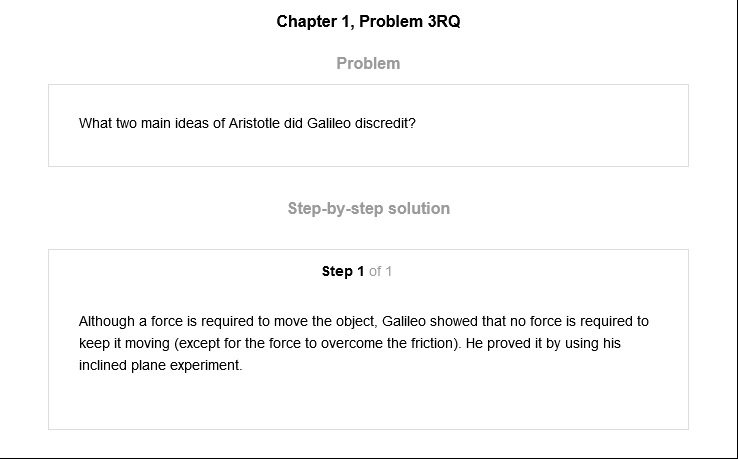 Chapter 1, Problem 3RQ
Problem
What two main ideas of Aristotle did Galileo discredit?
Step-by-step solution
Step 1 of 1
Although a force is required to move the object, Galileo showed that no force is required to
keep it moving (except for the force to overcome the friction). He proved it by using his
inclined plane experiment.